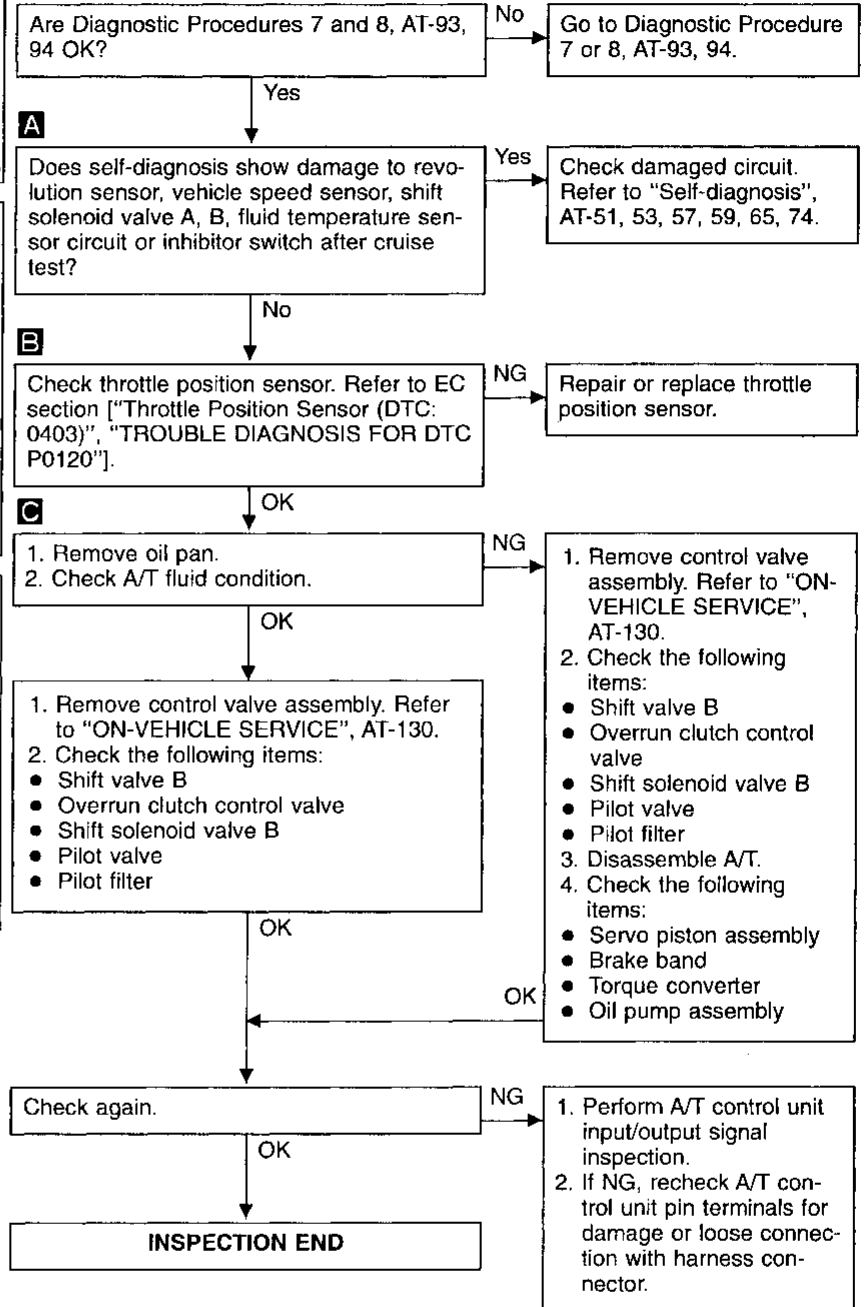 Are Diagnostic Procedures 7 and 8, AT-93,
94 OK?
No
Go to Diagnostic Procedure
7 or 8, AT-93, 94.
Yes
A
Does self-diagnosis show damage to revo-
lution sensor, vehicle speed sensor, shift
solenoid valve A, B, fluid temperature sen-
sor circuit or inhibitor switch after cruise
test?
Yes
Check damaged circuit.
Refer to "Self-diagnosis",
AT-51, 53, 57, 59, 65, 74.
No
B
Check throttle position sensor. Refer to EC
section ["Throttle Position Sensor (DTC:
0403)", "TROUBLE DIAGNOSIS FOR DTC
P0120"].
NG
Repair or replace throttle
position sensor.
OK
C
1. Remove oil pan.
2. Check A/T fluid condition.
NG
1. Remove control valve
assembly. Refer to "ON-
VEHICLE SERVICE",
AT-130.
2. Check the following
items:
● Shift valve B
● Overrun clutch control
valve
● Shift solenoid valve B
● Pilot valve
● Pilot filter
3. Disassemble A/T.
4. Check the following
items:
● Servo piston assembly
● Brake band
● Torque converter
● Oil pump assembly
OK
1. Remove control valve assembly. Refer
to "ON-VEHICLE SERVICE", AT-130.
2. Check the following items:
● Shift valve B
● Overrun clutch control valve
● Shift solenoid valve B
● Pilot valve
● Pilot filter
OK
OK
Check again.
NG
1. Perform A/T control unit
input/output signal
inspection.
2. If NG, recheck A/T con-
trol unit pin terminals for
damage or loose connec-
tion with harness con-
nector.
OK
INSPECTION END